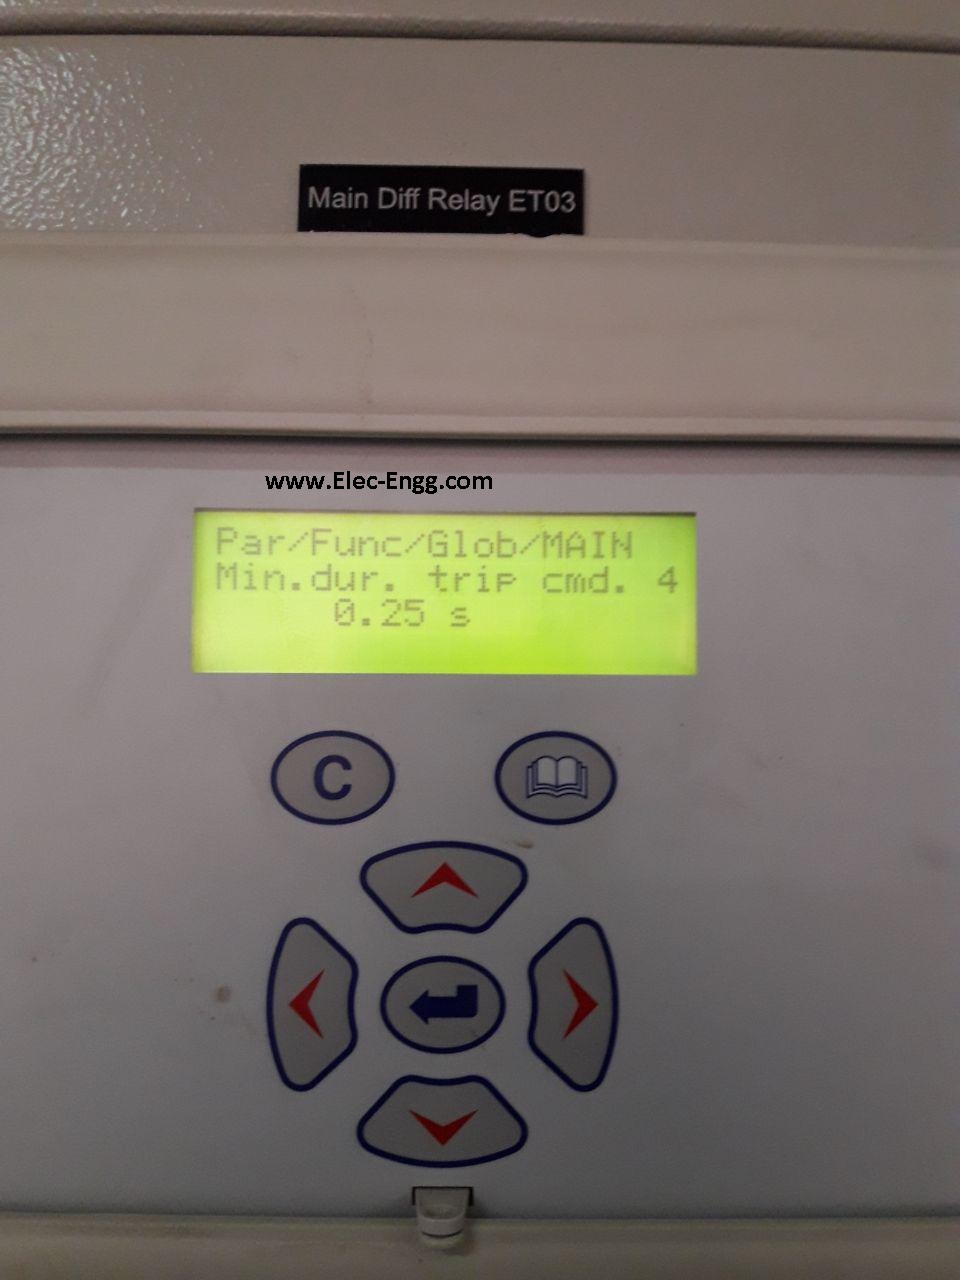 Main Diff Relay ET03
www.Elec-Engg.com
Par/Func/Glob/MAIN
Min.dur. trip cmd. 4
0.25 s
C